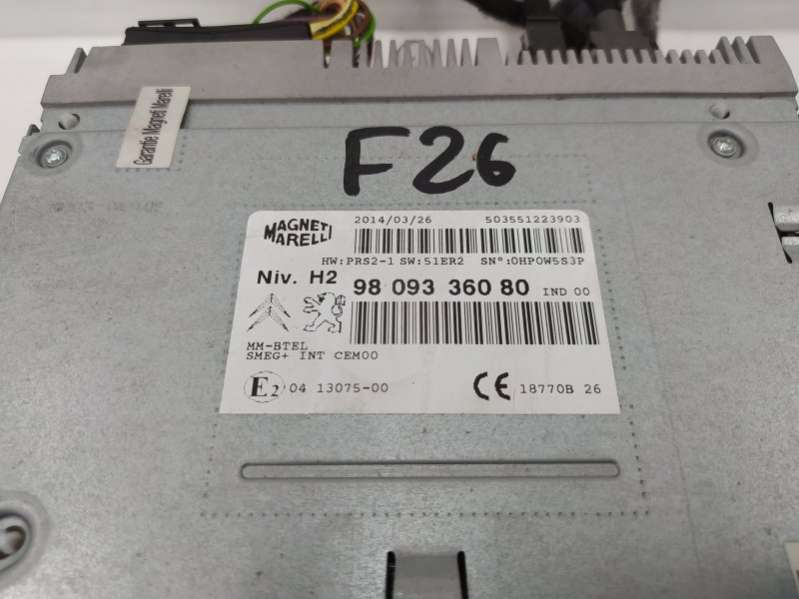 Garantie Magneti Marelli
F26
MAGNETI MARELLI
2014/03/26 503551223903
HW:PRS2-1 SW:51ER2 SN°:0HP0W5S3P
Niv. H2 98 093 360 80 IND 00
MM-BTEL
SMEG+ INT CEM00
E2 04 13075-00 CE 18770B 26